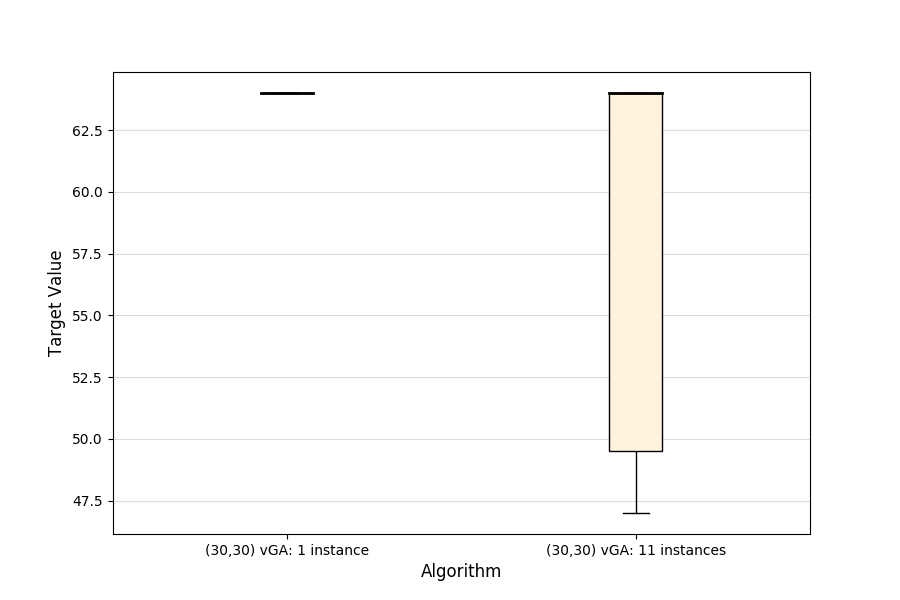 62.5
60.0
57.5
55.0
52.5
50.0
47.5
Target Value
(30,30) vGA: 1 instance
(30,30) vGA: 11 instances
Algorithm